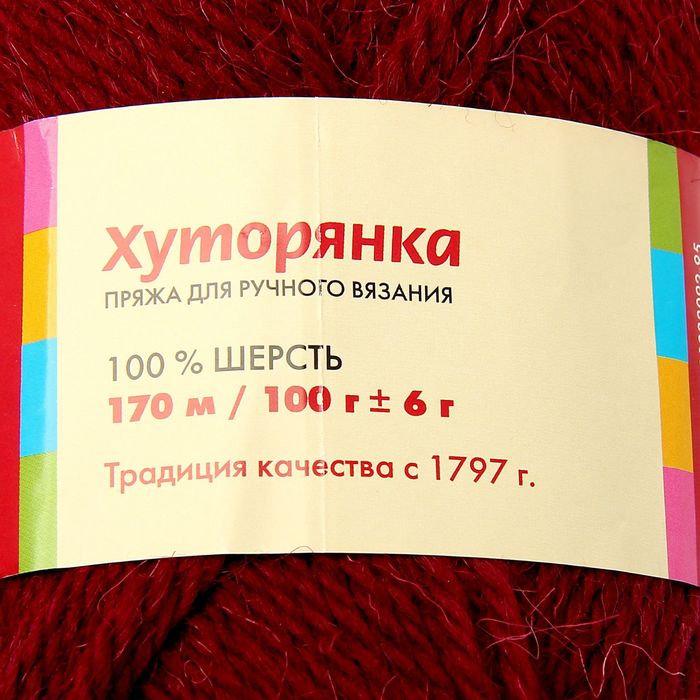 Хуторянка
ПРЯЖА ДЛЯ РУЧНОГО ВЯЗАНИЯ
100 % ШЕРСТЬ
170 м / 100 г ± 6 г
Традиция качества с 1797 г.